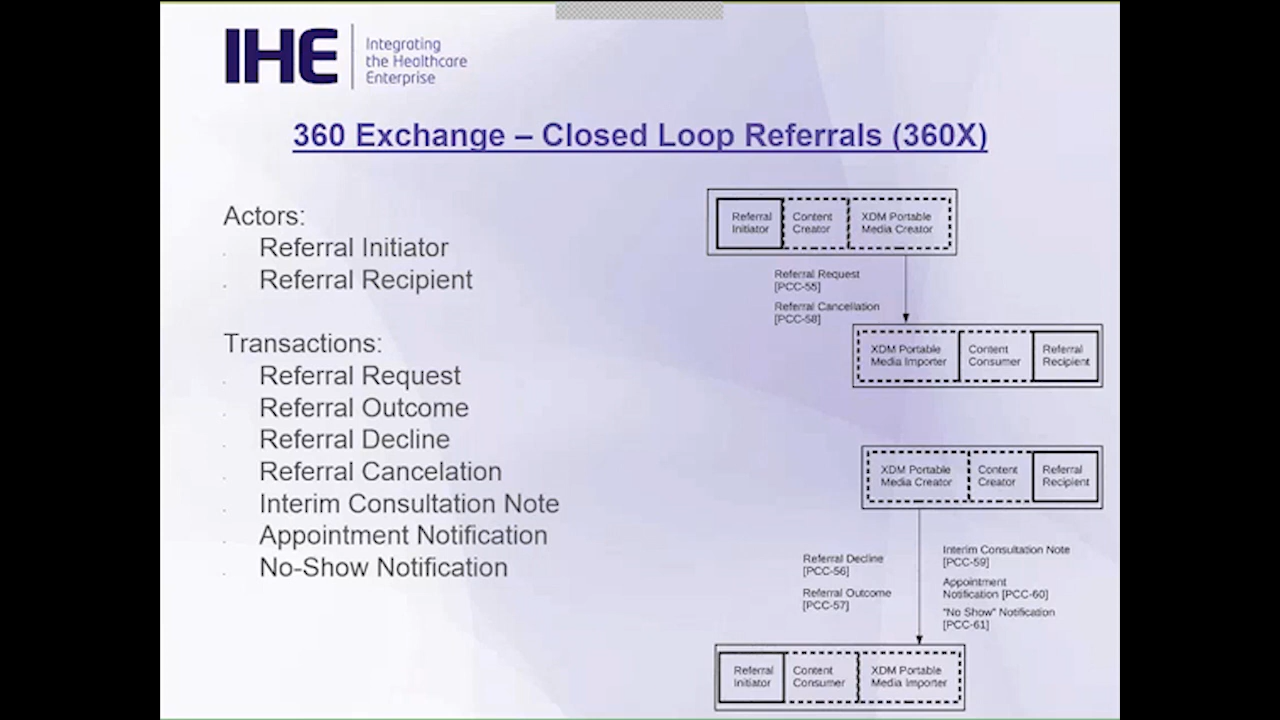 IHE
Integrating
the Healthcare
Enterprise
360 Exchange – Closed Loop Referrals (360X)
Actors:
Referral Initiator
Referral Recipient
Transactions:
Referral Request
Referral Outcome
Referral Decline
Referral Cancelation
Interim Consultation Note
Appointment Notification
No-Show Notification
Referral
Initiator
Content
Creator
XDM Portable
Media Creator
Referral Request
[PCC-55]
Referral Cancellation
[PCC-58]
XDM Portable
Media Importer
Content
Consumer
Referral
Recipient
XDM Portable
Media Creator
Content
Creator
Referral
Recipient
Referral Decline
[PCC-56]
Referral Outcome
[PCC-57]
Interim Consultation Note
[PCC-59]
Appointment
Notification [PCC-60]
"No Show" Notification
[PCC-61]
Referral
Initiator
Content
Consumer
XDM Portable
Media Importer